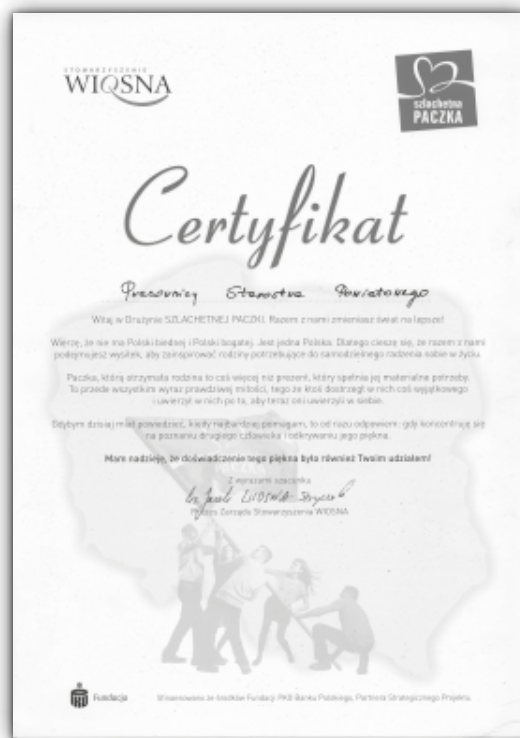 STOWARZYSZENIE
WIOSNA
szlachetna
PACZKA
Certyfikat
Pracownicy Starostwa Powiatowego
Witaj w Drużynie SZLACHETNEJ PACZKI. Razem z nami zmieniasz świat na lepsze!
Wierzę, że nie ma Polski biednej i Polski bogatej. Jest jedna Polska. Dlatego cieszę się, że razem z nami
podejmujesz wysiłek, aby zainspirować rodziny potrzebujące do samodzielnego radzenia sobie w życiu.
Paczka, którą otrzymała rodzina to coś więcej niż prezent, który spełnia jej materialne potrzeby.
To przede wszystkim wyraz prawdziwej miłości, tego że ktoś dostrzegł w nich coś wyjątkowego
i uwierzył w nich po to, aby teraz oni uwierzyli w siebie.
Gdybym dzisiaj miał powiedzieć, kiedy najbardziej pomagam, to od razu odpowiem: gdy koncentruję się
na poznaniu drugiego człowieka i odkrywaniu jego piękna.
Mam nadzieję, że doświadczenie tego piękna było również Twoim udziałem!
Z wyrazami szacunku
ks. Jacek WIOSNA Stryczek
Prezes Zarządu Stowarzyszenia WIOSNA
PACZKA
Fundacja
Sfinansowano ze środków Fundacji PKO Banku Polskiego, Partnera Strategicznego Projektu.